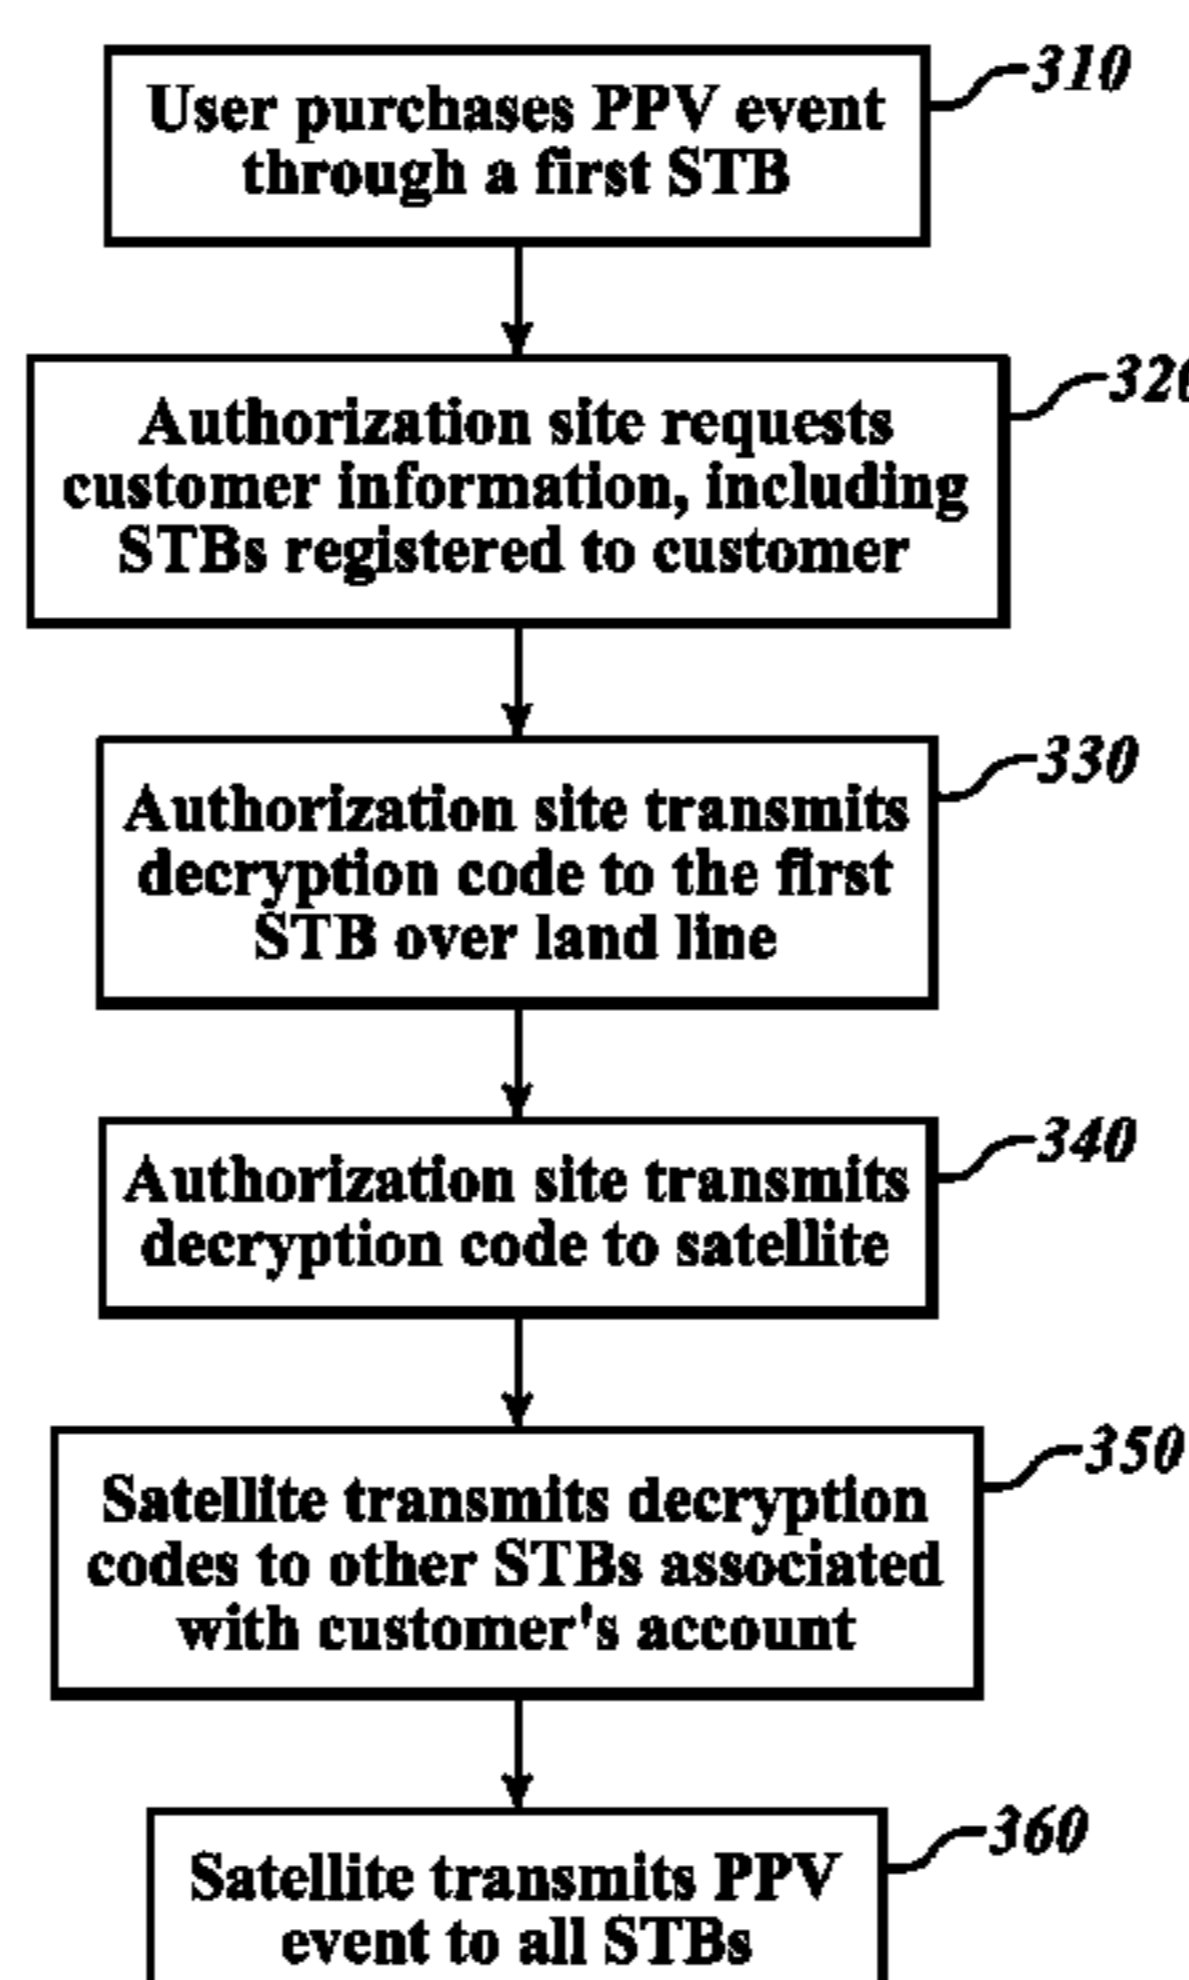 310
User purchases PPV event
through a first STB
320
Authorization site requests
customer information, including
STBs registered to customer
330
Authorization site transmits
decryption code to the first
STB over land line
340
Authorization site transmits
decryption code to satellite
350
Satellite transmits decryption
codes to other STBs associated
with customer's account
360
Satellite transmits PPV
event to all STBs